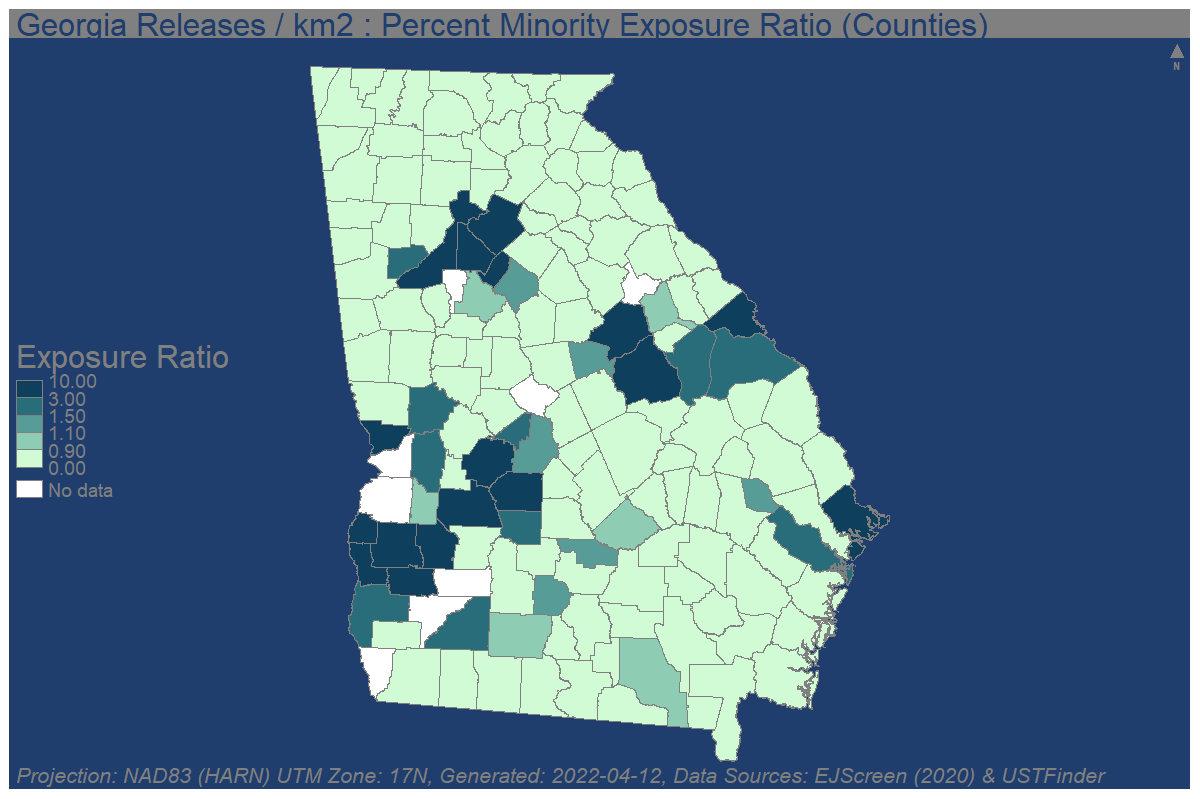 Georgia Releases / km2 : Percent Minority Exposure Ratio (Counties)
N
Exposure Ratio
10.00
3.00
1.50
1.10
0.90
0.00
No data
Projection: NAD83 (HARN) UTM Zone: 17N, Generated: 2022-04-12, Data Sources: EJScreen (2020) & USTFinder